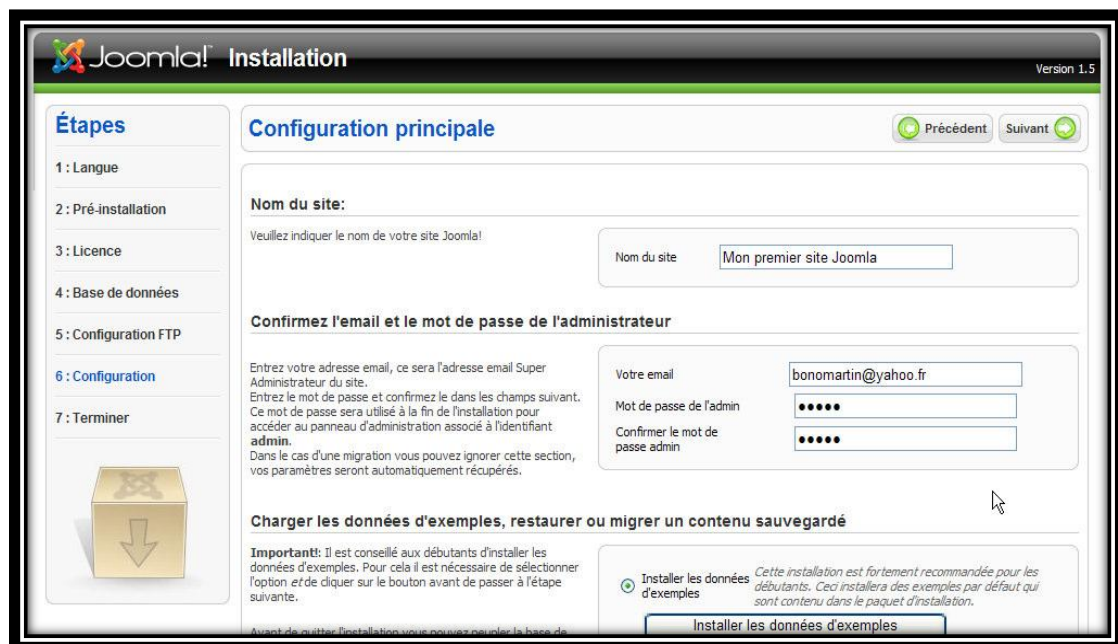 Joomla! Installation
Version 1.5
Étapes
1 : Langue
2 : Pré-installation
3 : Licence
4 : Base de données
5 : Configuration FTP
6 : Configuration
7 : Terminer
Configuration principale
Précédent
Suivant
Nom du site:
Veuillez indiquer le nom de votre site Joomla!
Nom du site
Mon premier site Joomla
Confirmez l'email et le mot de passe de l'administrateur
Entrez votre adresse email, ce sera l'adresse email Super
Administrateur du site.
Entrez le mot de passe et confirmez le dans les champs suivant.
Ce mot de passe sera utilisé à la fin de l'installation pour
accéder au panneau d'administration associé à l'identifiant
admin.
Dans le cas d'une migration vous pouvez ignorer cette section,
vos paramètres seront automatiquement récupérés.
Votre email
bonomartin@yahoo.fr
Mot de passe de l'admin
•••••
Confirmer le mot de
passe admin
•••••
Charger les données d'exemples, restaurer ou migrer un contenu sauvegardé
Important!: Il est conseillé aux débutants d'installer les
données d'exemples. Pour cela il est nécessaire de sélectionner
l'option et de cliquer sur le bouton avant de passer à l'étape
suivante.
Avant de quitter l'installation vous pouvez peupler la base de
Installer les données
d'exemples
Cette installation est fortement recommandée pour les
débutants. Ceci installera des exemples par défaut qui
sont contenu dans le paquet d'installation.
Installer les données d'exemples